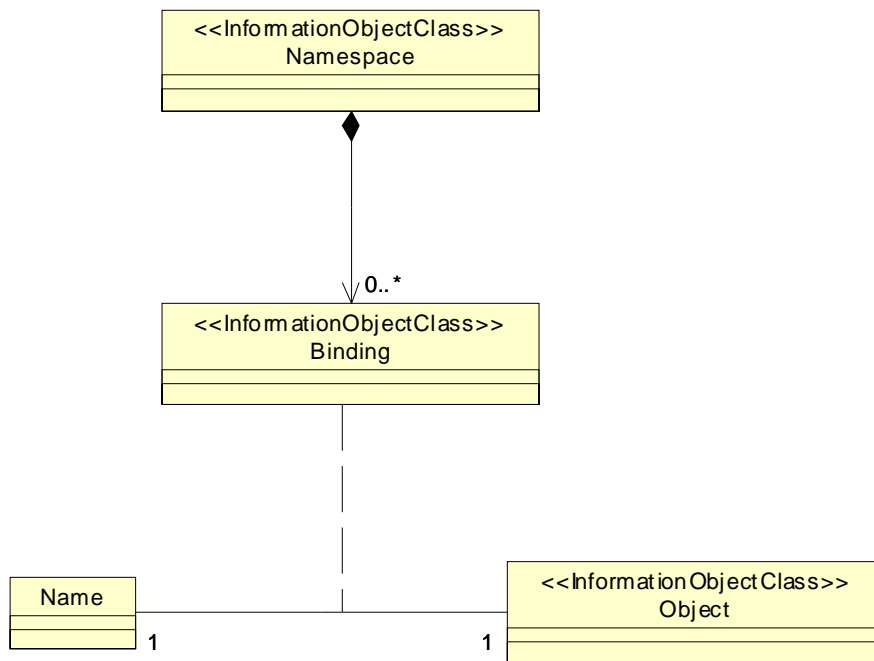 <<InformationObjectClass>>
Namespace
0..*
<<InformationObjectClass>>
Binding
<<InformationObjectClass>>
Object
Name
1
1